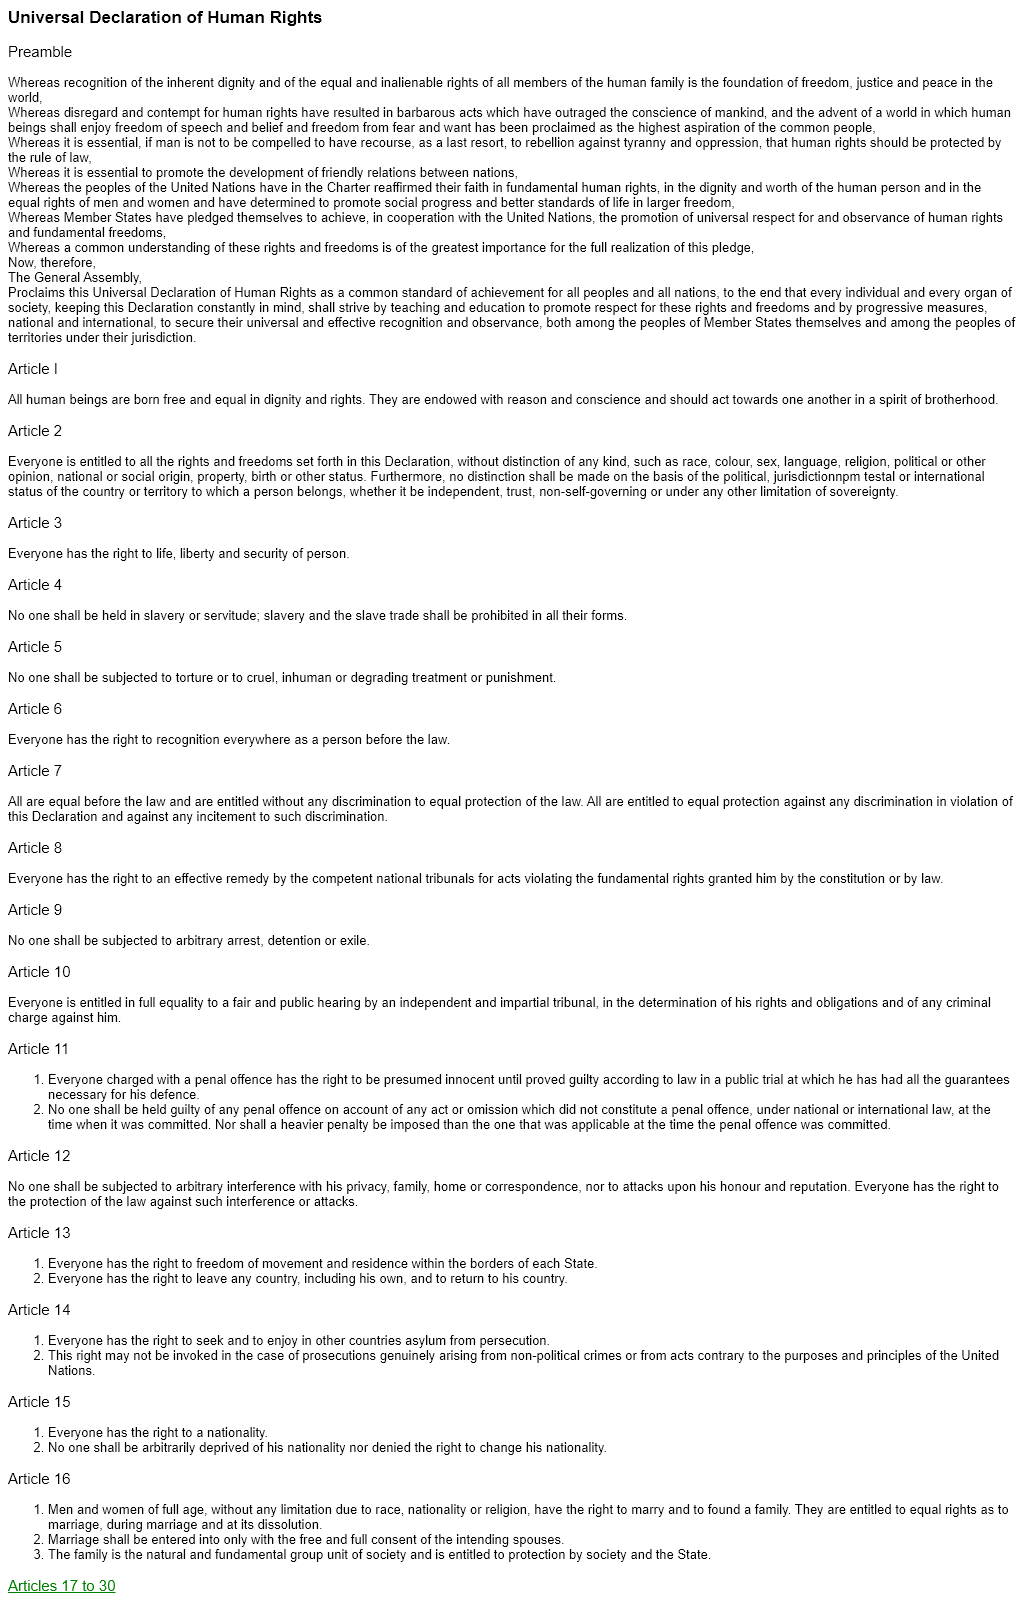 Universal Declaration of Human Rights
Preamble
Whereas recognition of the inherent dignity and of the equal and inalienable rights of all members of the human family is the foundation of freedom, justice and peace in the
world,
Whereas disregard and contempt for human rights have resulted in barbarous acts which have outraged the conscience of mankind, and the advent of a world in which human
beings shall enjoy freedom of speech and belief and freedom from fear and want has been proclaimed as the highest aspiration of the common people,
Whereas it is essential, if man is not to be compelled to have recourse, as a last resort, to rebellion against tyranny and oppression, that human rights should be protected by
the rule of law,
Whereas it is essential to promote the development of friendly relations between nations,
Whereas the peoples of the United Nations have in the Charter reaffirmed their faith in fundamental human rights, in the dignity and worth of the human person and in the
equal rights of men and women and have determined to promote social progress and better standards of life in larger freedom,
Whereas Member States have pledged themselves to achieve, in cooperation with the United Nations, the promotion of universal respect for and observance of human rights
and fundamental freedoms,
Whereas a common understanding of these rights and freedoms is of the greatest importance for the full realization of this pledge,
Now, therefore,
The General Assembly,
Proclaims this Universal Declaration of Human Rights as a common standard of achievement for all peoples and all nations, to the end that every individual and every organ of
society, keeping this Declaration constantly in mind, shall strive by teaching and education to promote respect for these rights and freedoms and by progressive measures,
national and international, to secure their universal and effective recognition and observance, both among the peoples of Member States themselves and among the peoples of
territories under their jurisdiction.
Article I
All human beings are born free and equal in dignity and rights. They are endowed with reason and conscience and should act towards one another in a spirit of brotherhood.
Article 2
Everyone is entitled to all the rights and freedoms set forth in this Declaration, without distinction of any kind, such as race, colour, sex, language, religion, political or other
opinion, national or social origin, property, birth or other status. Furthermore, no distinction shall be made on the basis of the political, jurisdictionnpm testal or international
status of the country or territory to which a person belongs, whether it be independent, trust, non-self-governing or under any other limitation of sovereignty.
Article 3
Everyone has the right to life, liberty and security of person.
Article 4
No one shall be held in slavery or servitude; slavery and the slave trade shall be prohibited in all their forms.
Article 5
No one shall be subjected to torture or to cruel, inhuman or degrading treatment or punishment.
Article 6
Everyone has the right to recognition everywhere as a person before the law.
Article 7
All are equal before the law and are entitled without any discrimination to equal protection of the law. All are entitled to equal protection against any discrimination in violation of
this Declaration and against any incitement to such discrimination.
Article 8
Everyone has the right to an effective remedy by the competent national tribunals for acts violating the fundamental rights granted him by the constitution or by law.
Article 9
No one shall be subjected to arbitrary arrest, detention or exile.
Article 10
Everyone is entitled in full equality to a fair and public hearing by an independent and impartial tribunal, in the determination of his rights and obligations and of any criminal
charge against him.
Article 11
1. Everyone charged with a penal offence has the right to be presumed innocent until proved guilty according to law in a public trial at which he has had all the guarantees
necessary for his defence.
2. No one shall be held guilty of any penal offence on account of any act or omission which did not constitute a penal offence, under national or international law, at the
time when it was committed. Nor shall a heavier penalty be imposed than the one that was applicable at the time the penal offence was committed.
Article 12
No one shall be subjected to arbitrary interference with his privacy, family, home or correspondence, nor to attacks upon his honour and reputation. Everyone has the right to
the protection of the law against such interference or attacks.
Article 13
1. Everyone has the right to freedom of movement and residence within the borders of each State.
2. Everyone has the right to leave any country, including his own, and to return to his country.
Article 14
1. Everyone has the right to seek and to enjoy in other countries asylum from persecution.
2. This right may not be invoked in the case of prosecutions genuinely arising from non-political crimes or from acts contrary to the purposes and principles of the United
Nations.
Article 15
1. Everyone has the right to a nationality.
2. No one shall be arbitrarily deprived of his nationality nor denied the right to change his nationality.
Article 16
1. Men and women of full age, without any limitation due to race, nationality or religion, have the right to marry and to found a family. They are entitled to equal rights as to
marriage, during marriage and at its dissolution.
2. Marriage shall be entered into only with the free and full consent of the intending spouses.
3. The family is the natural and fundamental group unit of society and is entitled to protection by society and the State.
Articles 17 to 30